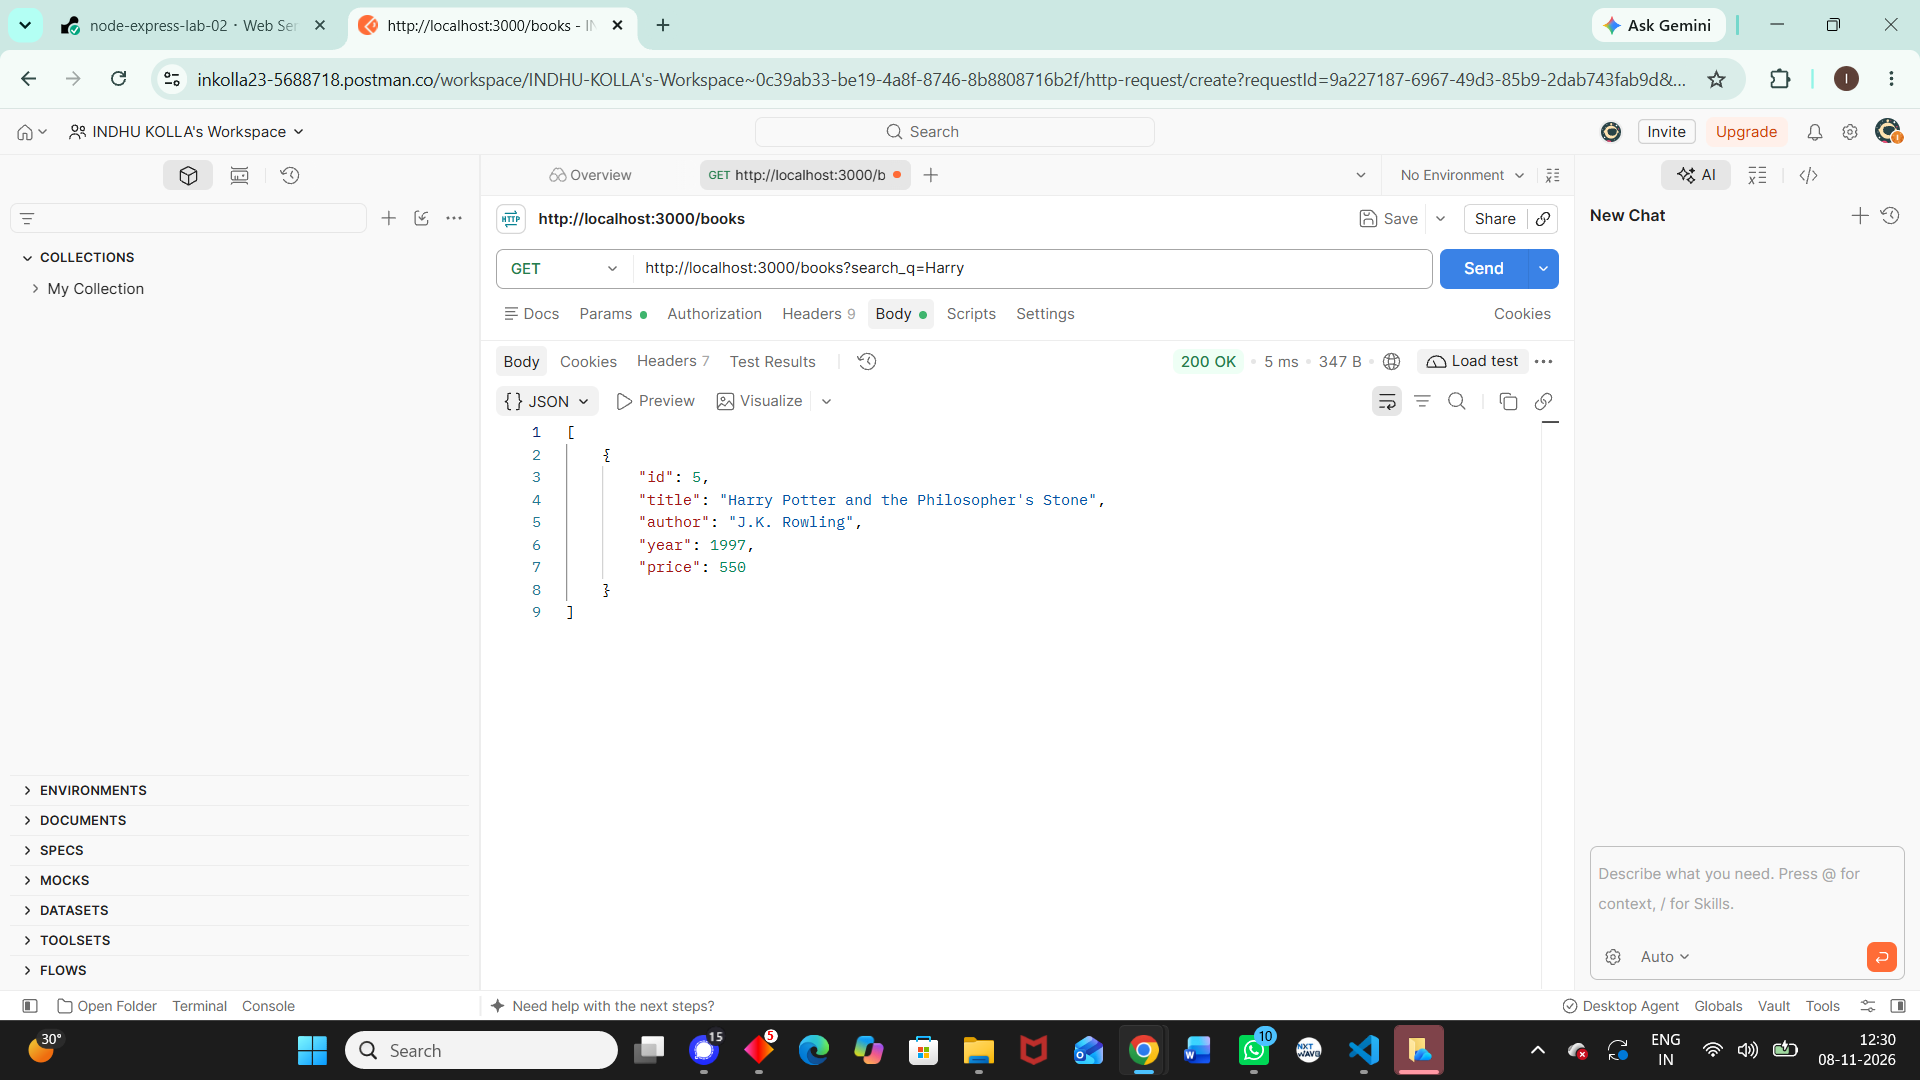 node-express-lab-02 · Web Ser
http://localhost:3000/books - IN
Ask Gemini
inkolla23-5688718.postman.co/workspace/INDHU-KOLLA's-Workspace~0c39ab33-be19-4a8f-8746-8b8808716b2f/http-request/create?requestId=9a227187-6967-49d3-85b9-2dab743fab9d&...
I
INDHU KOLLA's Workspace
Search
Invite
Upgrade
Overview
GET http://localhost:3000/b
No Environment
AI
HTTP http://localhost:3000/books
Save
Share
New Chat
COLLECTIONS
My Collection
GET
http://localhost:3000/books?search_q=Harry
Send
Docs Params Authorization Headers 9 Body Scripts Settings
Cookies
Body Cookies Headers 7 Test Results
200 OK • 5 ms • 347 B
Load test
{} JSON Preview Visualize
1 [
2 {
3 "id": 5,
4 "title": "Harry Potter and the Philosopher's Stone",
5 "author": "J.K. Rowling",
6 "year": 1997,
7 "price": 550
8 }
9 ]
ENVIRONMENTS
DOCUMENTS
SPECS
MOCKS
DATASETS
TOOLSETS
FLOWS
Describe what you need. Press @ for
context, / for Skills.
Auto
Open Folder Terminal Console
Need help with the next steps?
Desktop Agent Globals Vault Tools
30°
Search
15
5
10
NXT
WAVE
ENG
IN
12:30
08-11-2026